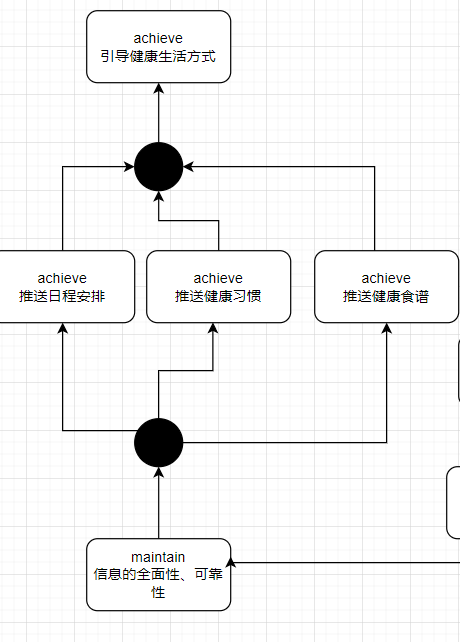 achieve
引导健康生活方式
achieve
推送日程安排
achieve
推送健康习惯
achieve
推送健康食谱
maintain
信息的全面性、可靠
性